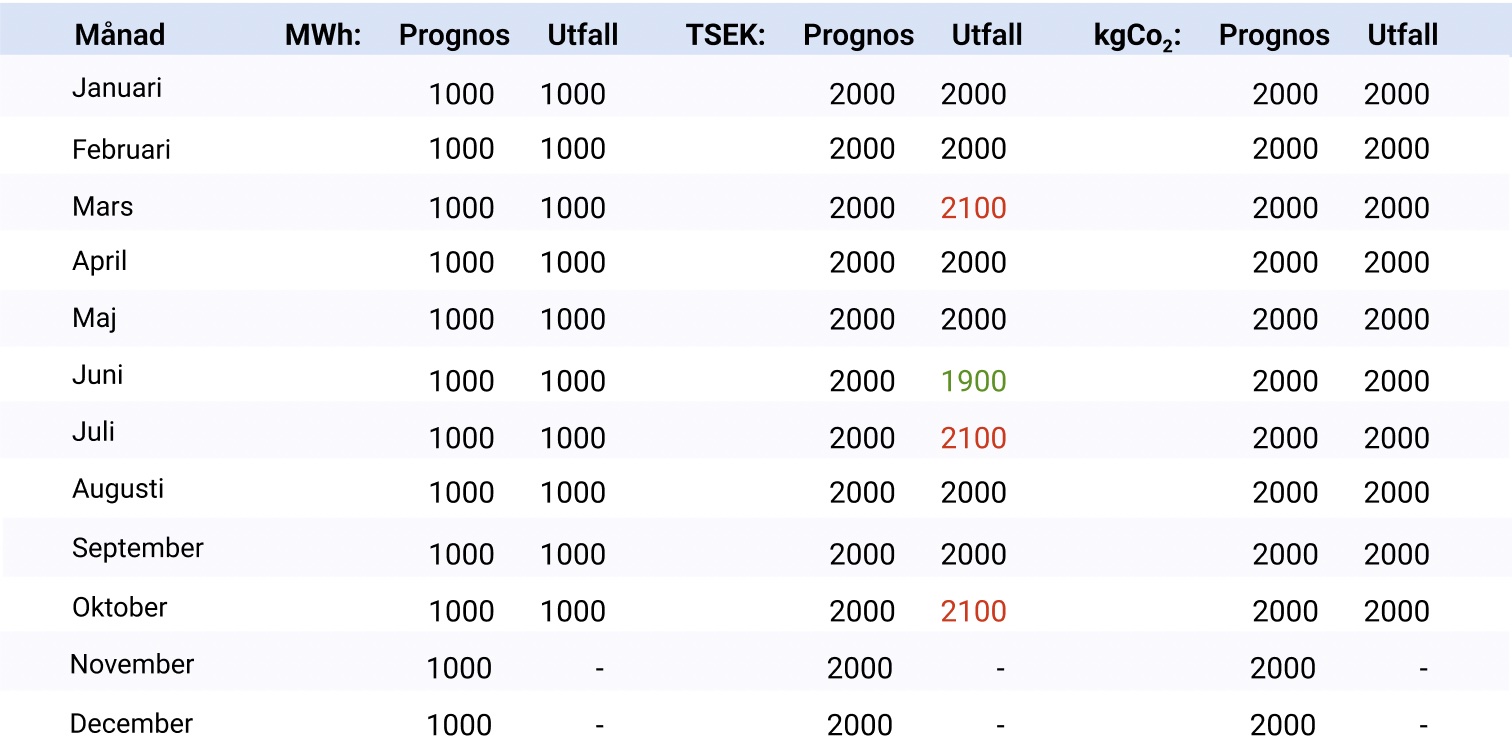 Månad MWh: Prognos Utfall TSEK: Prognos Utfall kgCo₂: Prognos Utfall
Januari 1000 1000 2000 2000 2000 2000
Februari 1000 1000 2000 2000 2000 2000
Mars 1000 1000 2000 2100 2000 2000
April 1000 1000 2000 2000 2000 2000
Maj 1000 1000 2000 2000 2000 2000
Juni 1000 1000 2000 1900 2000 2000
Juli 1000 1000 2000 2100 2000 2000
Augusti 1000 1000 2000 2000 2000 2000
September 1000 1000 2000 2000 2000 2000
Oktober 1000 1000 2000 2100 2000 2000
November 1000 - 2000 - 2000 -
December 1000 - 2000 - 2000 -